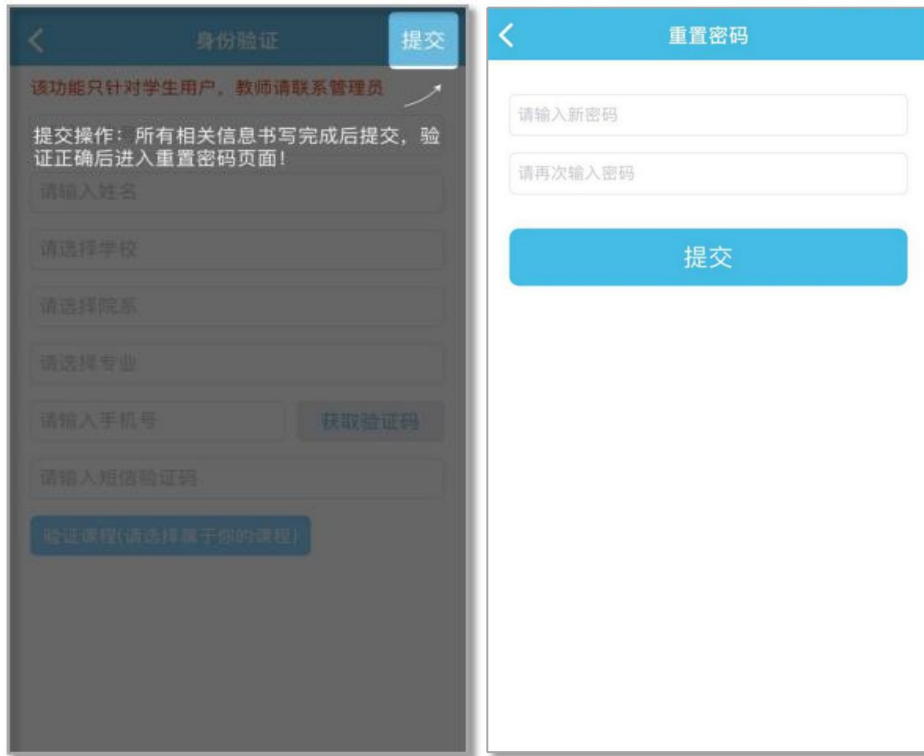 身份验证
提交
该功能只针对学生用户，教师请联系管理员
提交操作：所有相关信息书写完成后提交，验
证正确后进入重置密码页面！
请输入姓名
请选择学校
请选择院系
请选择专业
请输入手机号
获取验证码
请输入短信验证码
验证课程(请选择属于你的课程)
重置密码
请输入新密码
请再次输入密码
提交